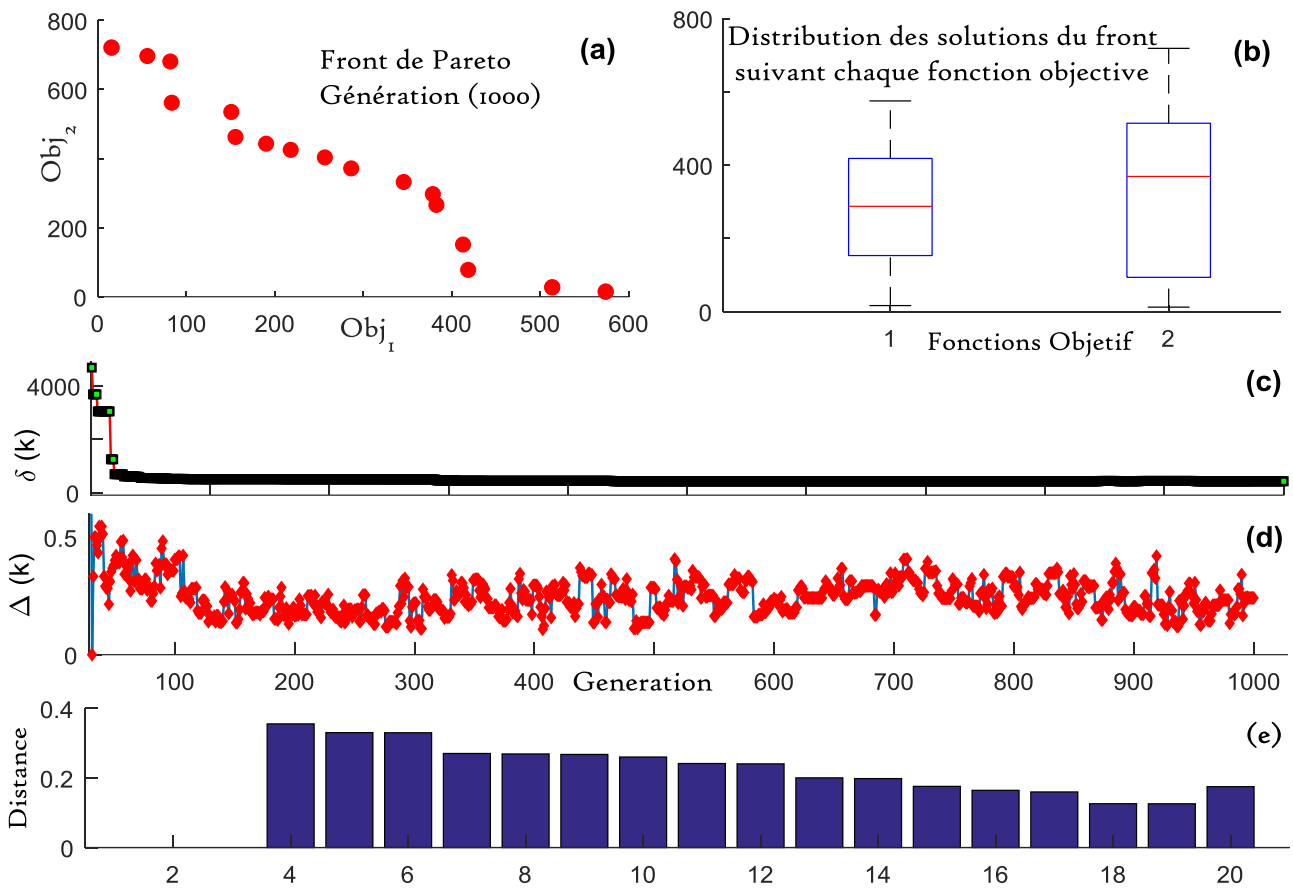 800
600
400
200
0
Obj₂
Front de Pareto
Génération (1000)
(a)
0
100
200
300
400
500
600
Obj₁
800
400
0
Distribution des solutions du front
suivant chaque fonction objective
(b)
1
Fonctions Objetif
2
4000
0
δ (k)
(c)
0.5
0
Δ (k)
(d)
100
200
300
400
Generation
600
700
800
900
1000
0.4
0.2
0
Distance
(e)
2
4
6
8
10
12
14
16
18
20